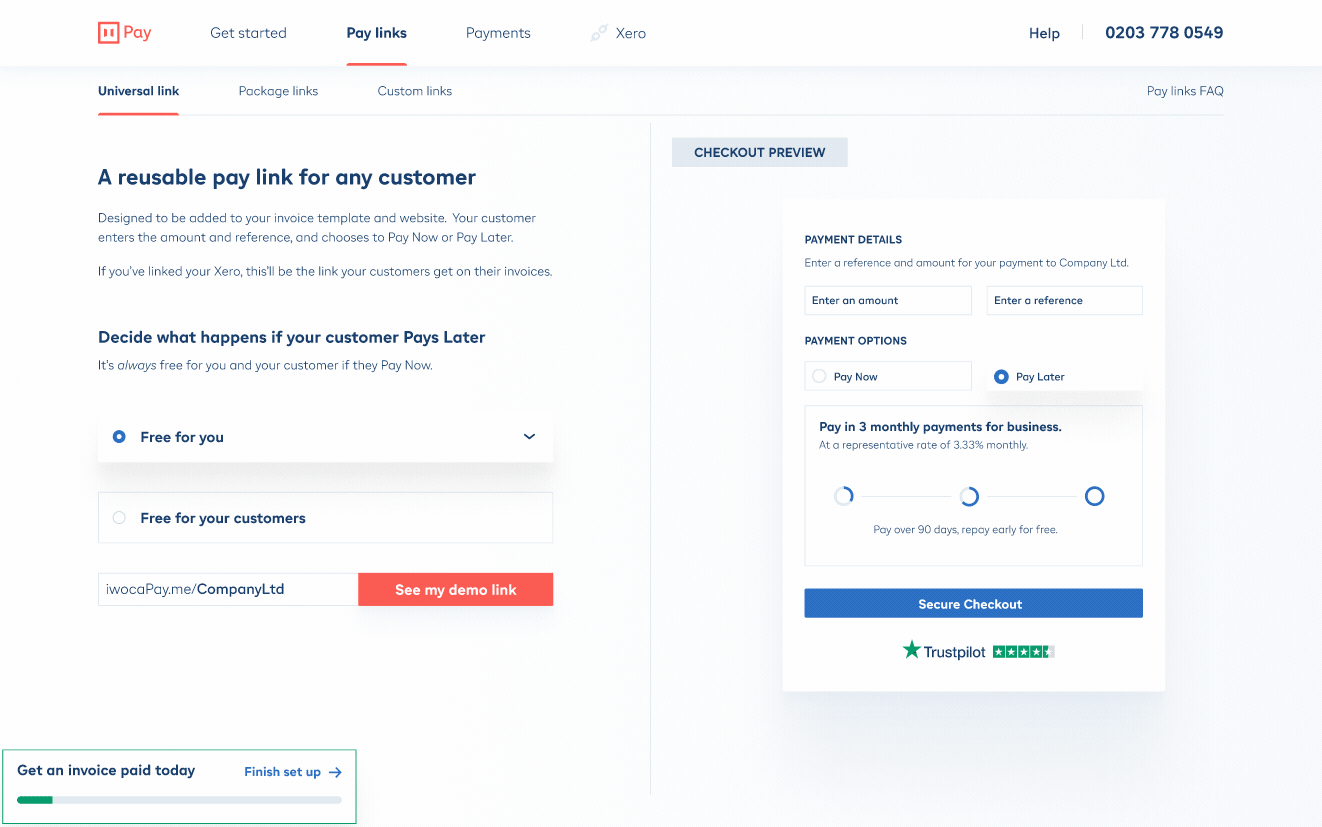 Pay
Get started
Pay links
Payments
Xero
Help
0203 778 0549
Universal link
Package links
Custom links
Pay links FAQ
A reusable pay link for any customer
Designed to be added to your invoice template and website. Your customer
enters the amount and reference, and chooses to Pay Now or Pay Later.
If you've linked your Xero, this'll be the link your customers get on their invoices.
Decide what happens if your customer Pays Later
It's always free for you and your customer if they Pay Now.
Free for you
Free for your customers
iwocaPay.me/CompanyLtd
See my demo link
CHECKOUT PREVIEW
PAYMENT DETAILS
Enter a reference and amount for your payment to Company Ltd.
Enter an amount
Enter a reference
PAYMENT OPTIONS
Pay Now
Pay Later
Pay in 3 monthly payments for business.
At a representative rate of 3.33% monthly.
Pay over 90 days, repay early for free.
Secure Checkout
Trustpilot
Get an invoice paid today
Finish set up